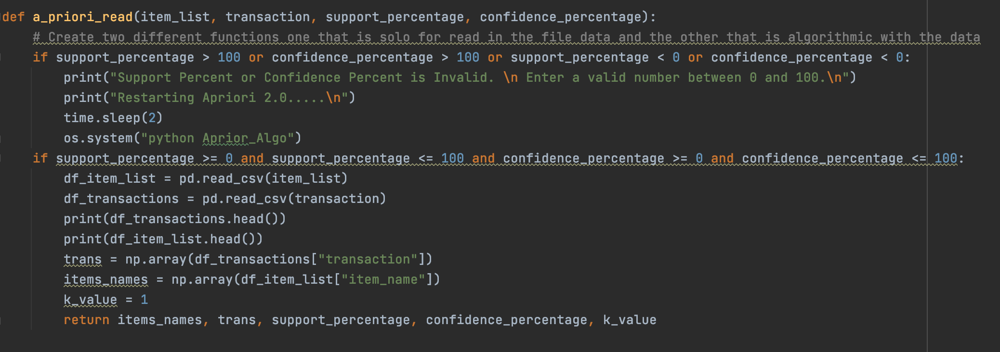 def a_priori_read(item_list, transaction, support_percentage, confidence_percentage):
# Create two different functions one that is solo for read in the file data and the other that is algorithmic with the data
if support_percentage > 100 or confidence_percentage > 100 or support_percentage < 0 or confidence_percentage < 0:
print("Support Percent or Confidence Percent is Invalid. \n Enter a valid number between 0 and 100.\n")
print("Restarting Apriori 2.0.....\n")
time.sleep(2)
os.system("python Aprior_Algo")
if support_percentage >= 0 and support_percentage <= 100 and confidence_percentage >= 0 and confidence_percentage <= 100:
df_item_list = pd.read_csv(item_list)
df_transactions = pd.read_csv(transaction)
print(df_transactions.head())
print(df_item_list.head())
trans = np.array(df_transactions["transaction"])
items_names = np.array(df_item_list["item_name"])
k_value = 1
return items_names, trans, support_percentage, confidence_percentage, k_value